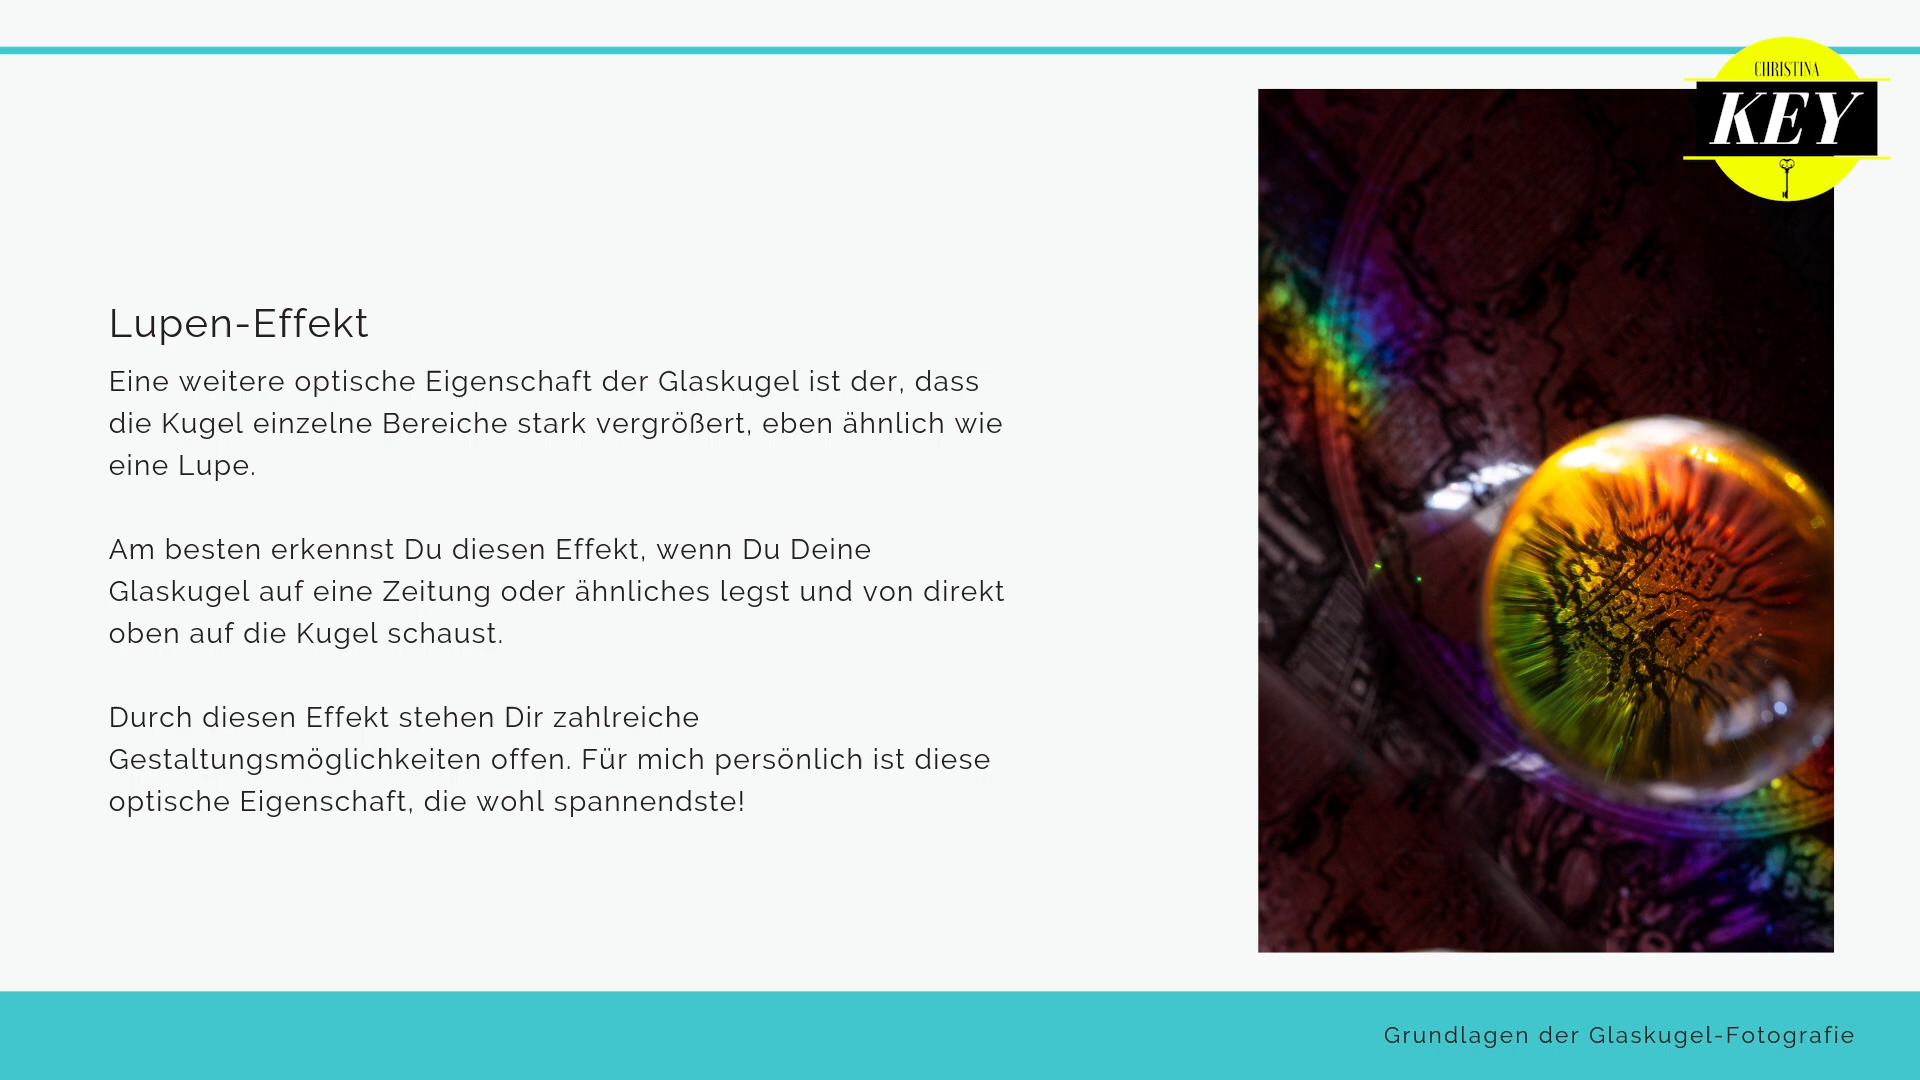 CHRISTINA
KEY
Lupen-Effekt
Eine weitere optische Eigenschaft der Glaskugel ist der, dass
die Kugel einzelne Bereiche stark vergrößert, eben ähnlich wie
eine Lupe.
Am besten erkennst Du diesen Effekt, wenn Du Deine
Glaskugel auf eine Zeitung oder ähnliches legst und von direkt
oben auf die Kugel schaust.
Durch diesen Effekt stehen Dir zahlreiche
Gestaltungsmöglichkeiten offen. Für mich persönlich ist diese
optische Eigenschaft, die wohl spannendste!
Grundlagen der Glaskugel-Fotografie